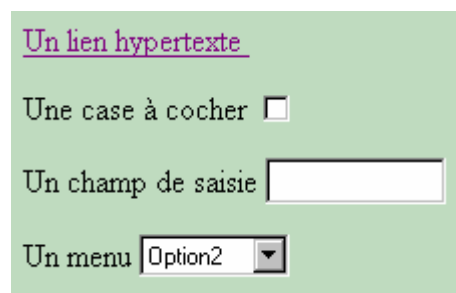 Un lien hypertexte
Une case à cocher
Un champ de saisie
Un menu Option2